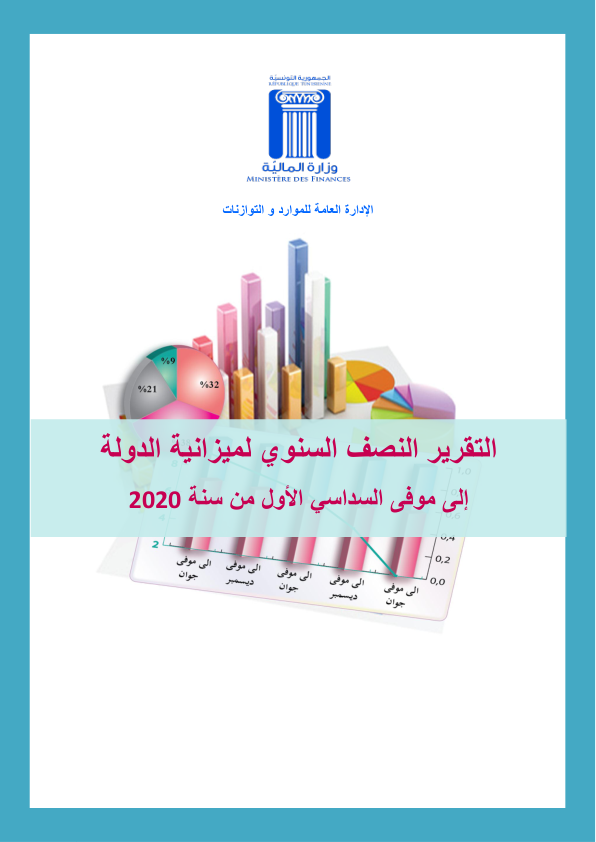 الجمهورية التونسية
RÉPUBLIQUE TUNISIENNE
وزارة المالية
MINISTÈRE DES FINANCES
الإدارة العامة للموارد و التوازنات
%9
%21
%32
التقرير النصف السنوي لميزانية الدولة
إلى موفى السداسي الأول من سنة 2020
1,0
0,4
0,2
0,0
2
الى موفى جوان
الى موفى ديسمبر
الى موفى جوان
الى موفى ديسمبر
الى موفى جوان